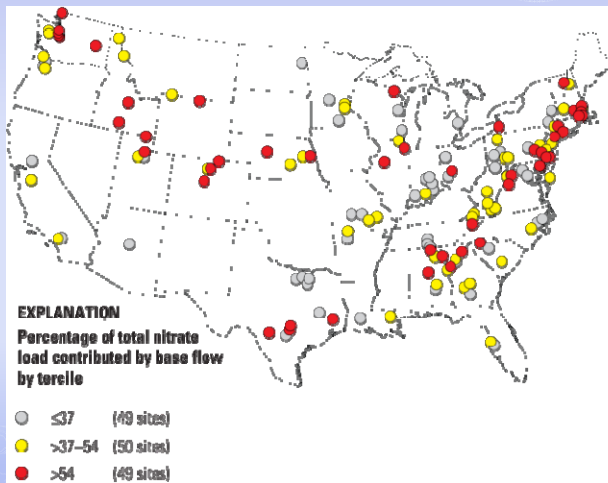 EXPLANATION
Percentage of total nitrate
load contributed by base flow
by tercile
≤37 (49 sites)
>37–54 (50 sites)
>54 (49 sites)